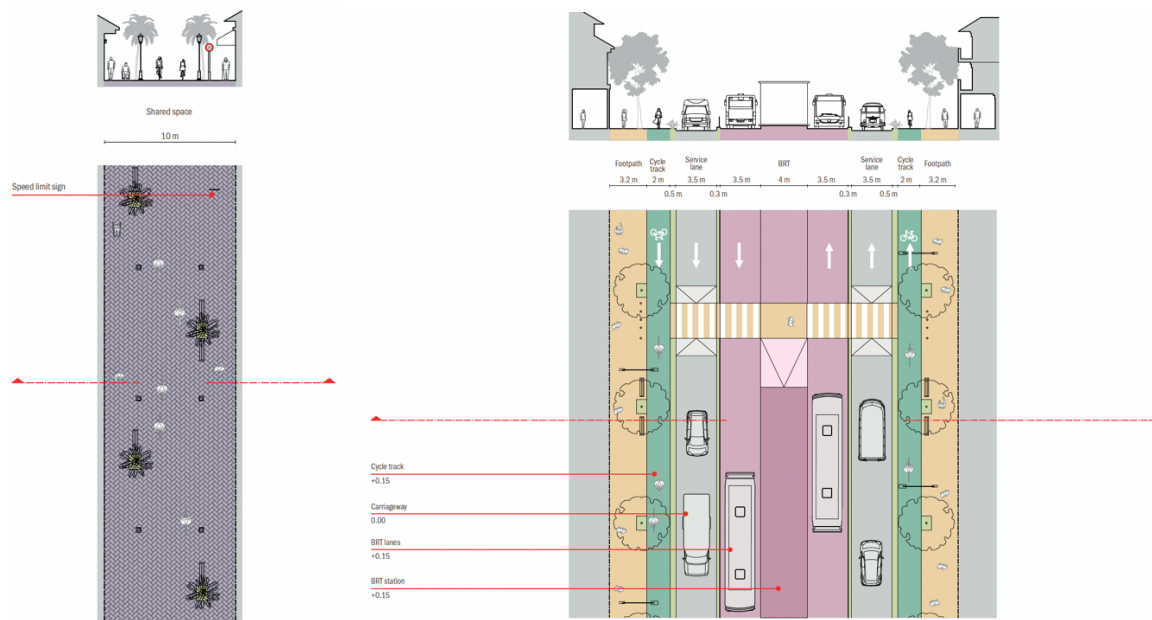 Shared space
10 m
Speed limit sign
Footpath
3.2 m
Cycle
track
2 m
Service
lane
3.5 m
3.5 m
BRT
4 m
3.5 m
Service
lane
3.5 m
Cycle
track
2 m
Footpath
3.2 m
0.5 m
0.3 m
0.3 m
0.5 m
Cycle track
+0.15
Carriageway
0.00
BRT lanes
+0.15
BRT station
+0.15